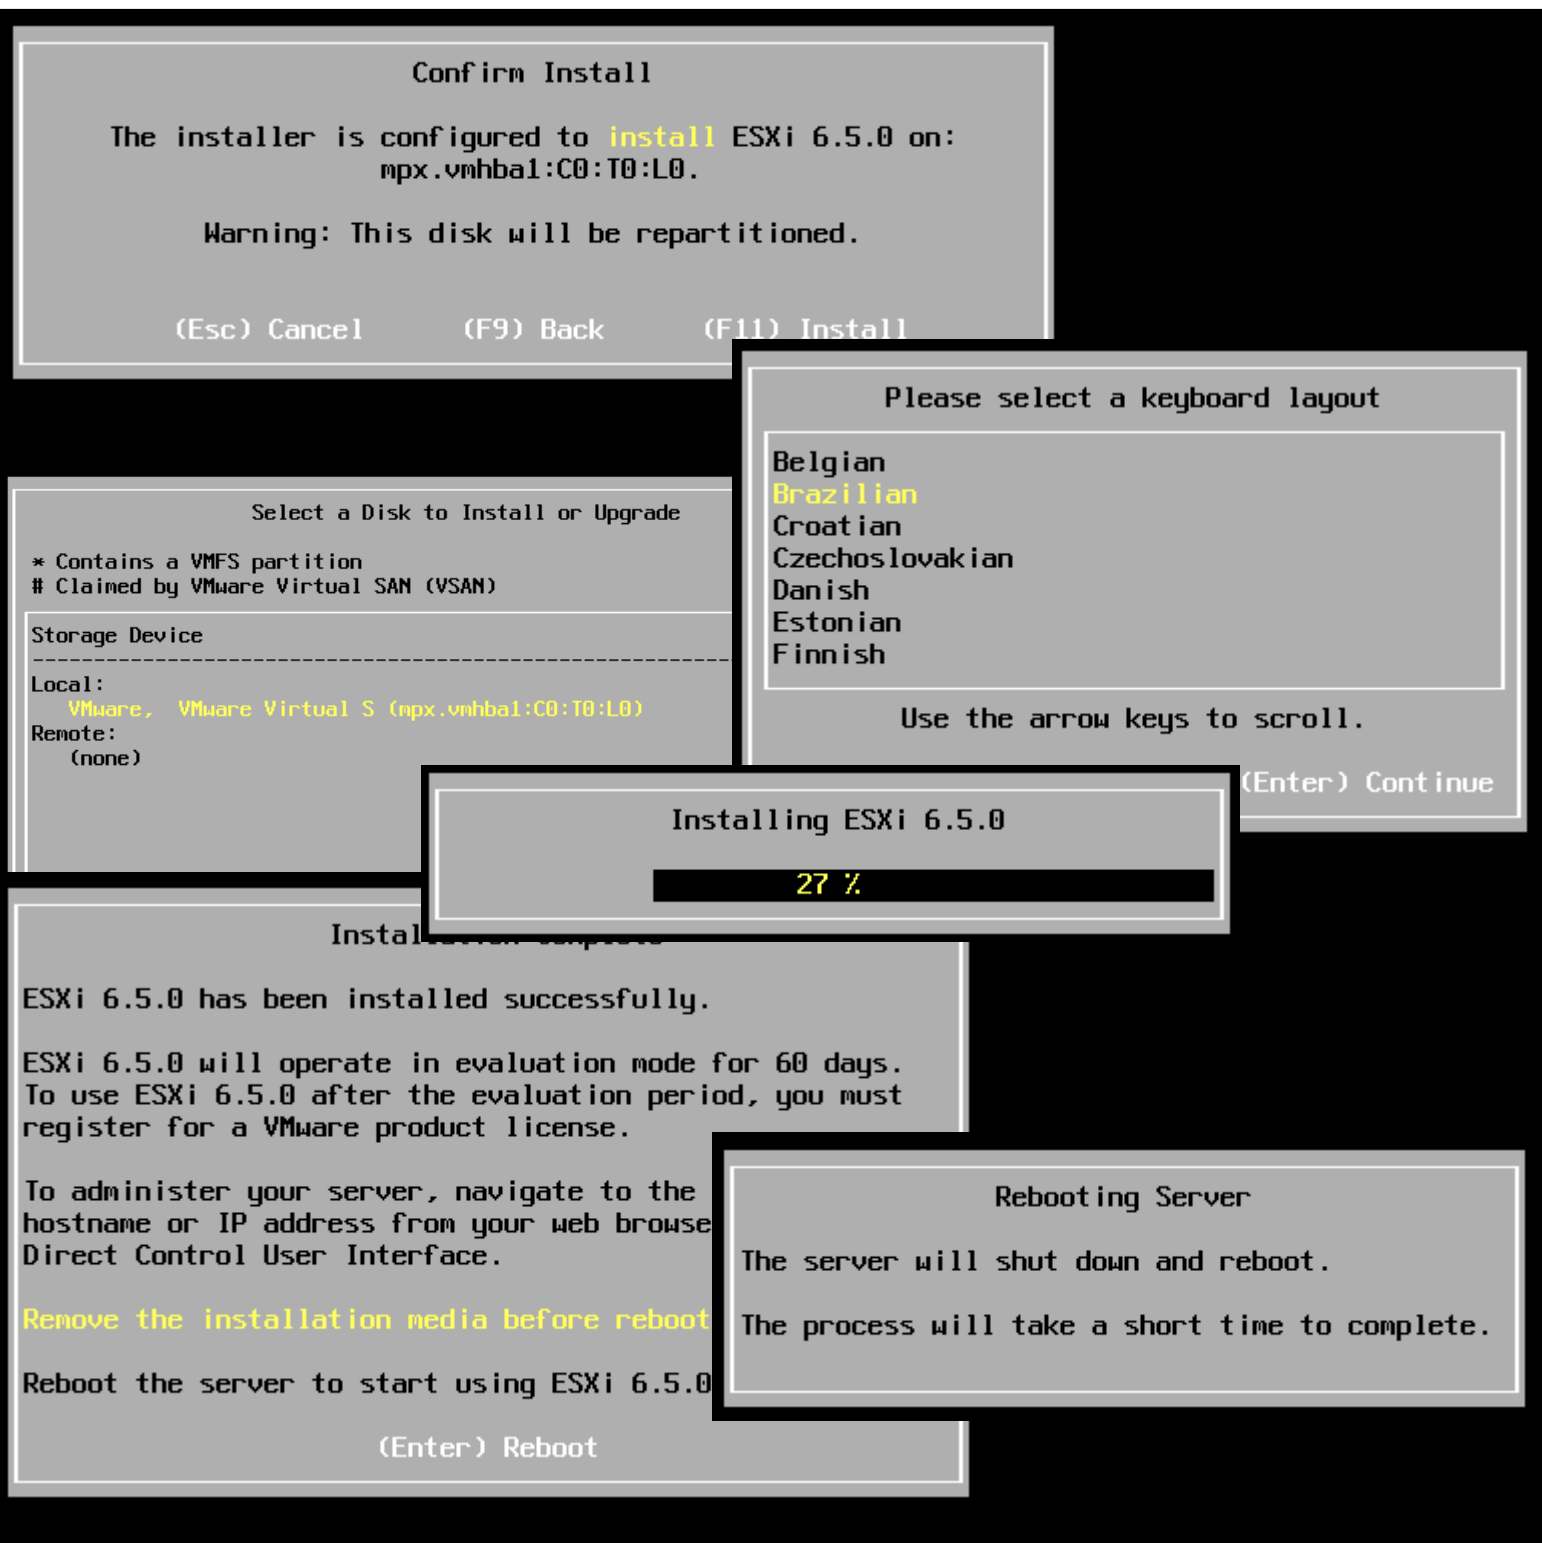 Confirm Install
The installer is configured to install ESXi 6.5.0 on:
mpx.vmhba1:C0:T0:L0.
Warning: This disk will be repartitioned.
(Esc) Cancel (F9) Back (F11) Install
Please select a keyboard layout
Belgian
Brazilian
Croatian
Czechoslovakian
Danish
Estonian
Finnish
Use the arrow keys to scroll.
(Enter) Continue
Select a Disk to Install or Upgrade
* Contains a VMFS partition
# Claimed by VMware Virtual SAN (VSAN)
Storage Device
Local:
VMware, VMware Virtual S (mpx.vmhba1:C0:T0:L0)
Remote:
(none)
Installing ESXi 6.5.0
27 %
ESXi 6.5.0 has been installed successfully.
ESXi 6.5.0 will operate in evaluation mode for 60 days.
To use ESXi 6.5.0 after the evaluation period, you must
register for a VMware product license.
To administer your server, navigate to the
hostname or IP address from your web browse
Direct Control User Interface.
Remove the installation media before reboot
Reboot the server to start using ESXi 6.5.0
(Enter) Reboot
Rebooting Server
The server will shut down and reboot.
The process will take a short time to complete.